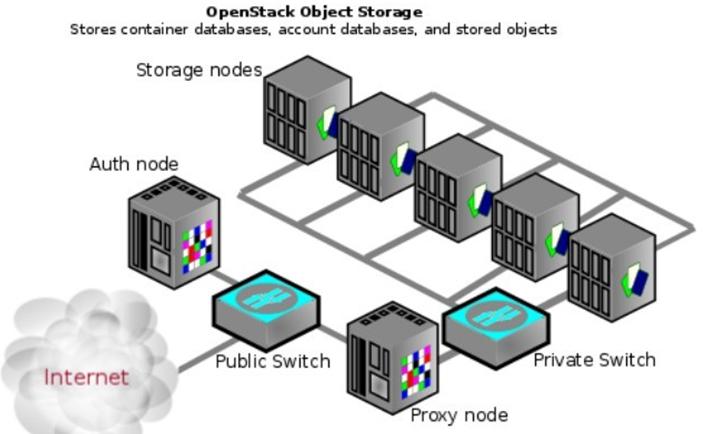 OpenStack Object Storage
Stores container databases, account databases, and stored objects
Storage nodes
Auth node
Public Switch
Private Switch
Internet
Proxy node